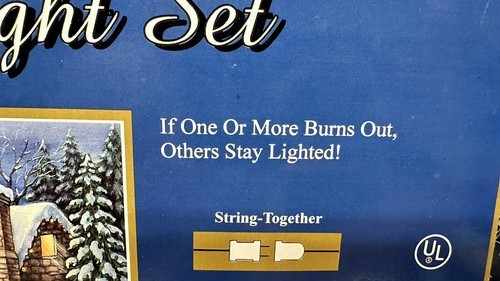 ght Set
If One Or More Burns Out,
Others Stay Lighted!
String-Together
UL
®